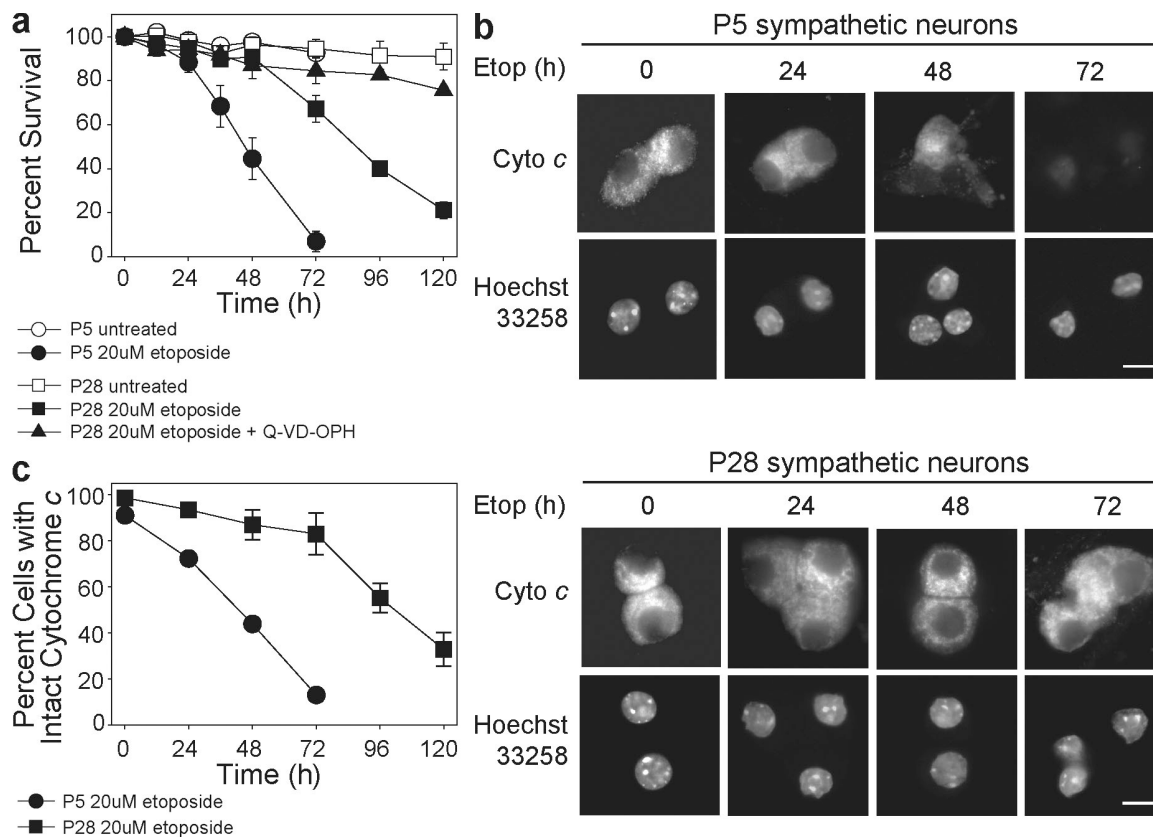 a
Percent Survival
100
80
60
40
20
0
0 24 48 72 96 120
Time (h)
P5 untreated
P5 20uM etoposide
P28 untreated
P28 20uM etoposide
P28 20uM etoposide + Q-VD-OPH
b
P5 sympathetic neurons
Etop (h) 0 24 48 72
Cyto c
Hoechst
33258
P28 sympathetic neurons
Etop (h) 0 24 48 72
Cyto c
Hoechst
33258
c
Percent Cells with
Intact Cytochrome c
100
80
60
40
20
0
0 24 48 72 96 120
Time (h)
P5 20uM etoposide
P28 20uM etoposide